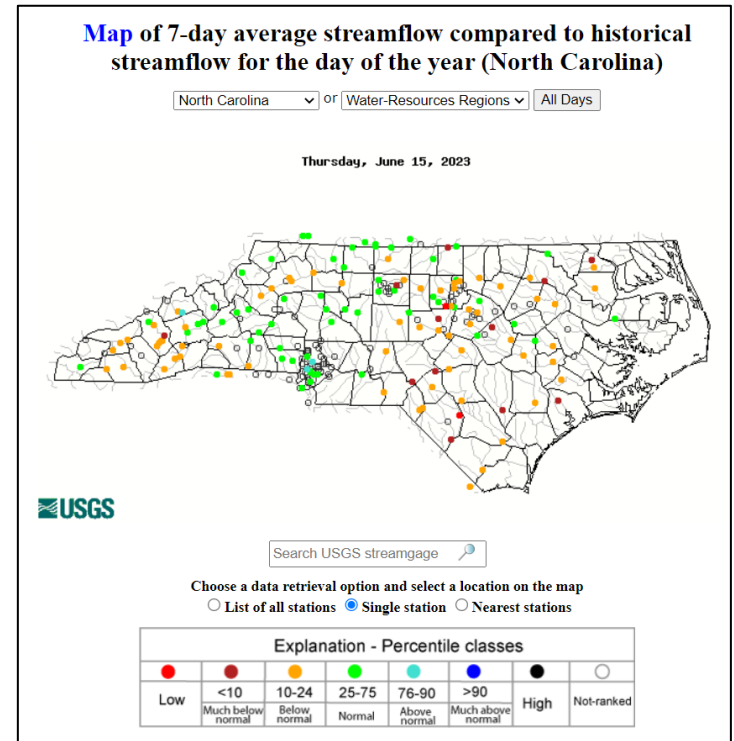 Map of 7-day average streamflow compared to historical
streamflow for the day of the year (North Carolina)
North Carolina or Water-Resources Regions All Days
Thursday, June 15, 2023
USGS
Search USGS streamgage
Choose a data retrieval option and select a location on the map
List of all stations Single station Nearest stations
Explanation - Percentile classes
Low <10 10-24 25-75 76-90 >90 High Not-ranked
Much below normal Below normal Normal Above normal Much above normal